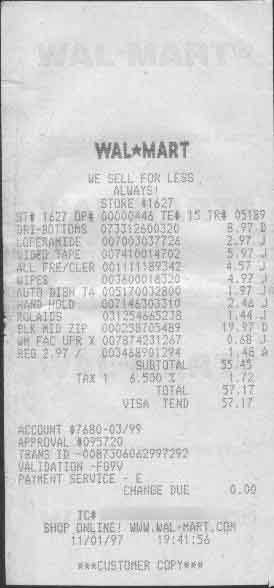 WAL★MART
WE SELL FOR LESS
ALWAYS!
STORE #1627
ST# 1627 OP# 00000446 TE# 15 TR# 05189
DRI-BOTTOMS 073312600320 8.97 D
LOPERAMIDE 007003037726 2.97 J
VIDEO TAPE 007410014702 5.97 J
ALL FRE/CLER 001111189342 4.57 J
WIPES 003600018320 4.97 J
AUTO DISH TA 005170033800 1.97 J
HAND HOLD 007146303310 2.46 J
ROLAIDS 031254665238 1.44 J
BLK MID ZIP 000258705489 19.97 D
WM FAC UFR X 007874231267 0.68 J
REG 2.97 / 003468901294 1.48 A
SUBTOTAL 55.45
TAX 1 6.500 % 1.72
TOTAL 57.17
VISA TEND 57.17
ACCOUNT #7680-03/99
APPROVAL #095720
TRANS ID -0087306062997292
VALIDATION -FQ9V
PAYMENT SERVICE - E
CHANGE DUE 0.00
TC#
SHOP ONLINE! WWW.WAL-MART.COM
11/01/97 19:41:56
***CUSTOMER COPY***